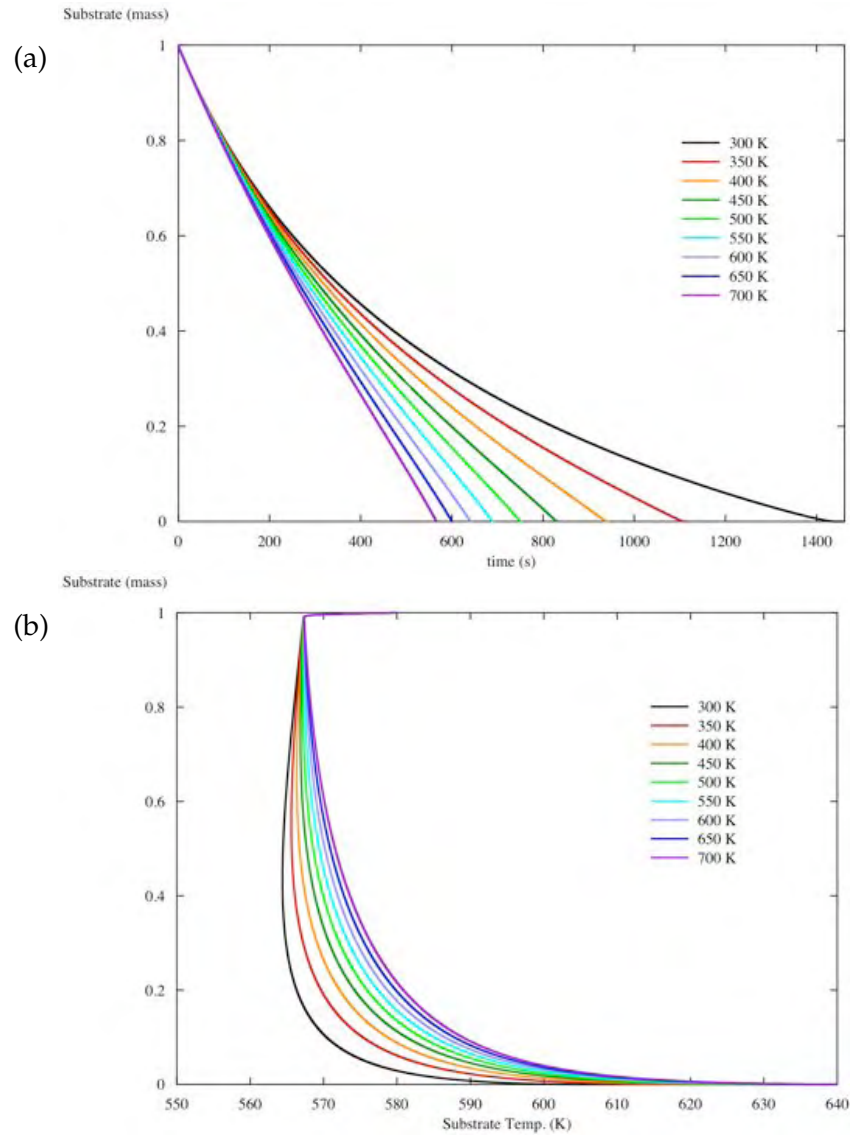 Substrate (mass)
(a)
1
0.8
0.6
0.4
0.2
0
300 K
350 K
400 K
450 K
500 K
550 K
600 K
650 K
700 K
0 200 400 600 800 1000 1200 1400
time (s)
Substrate (mass)
(b)
1
0.8
0.6
0.4
0.2
0
300 K
350 K
400 K
450 K
500 K
550 K
600 K
650 K
700 K
550 560 570 580 590 600 610 620 630 640
Substrate Temp. (K)